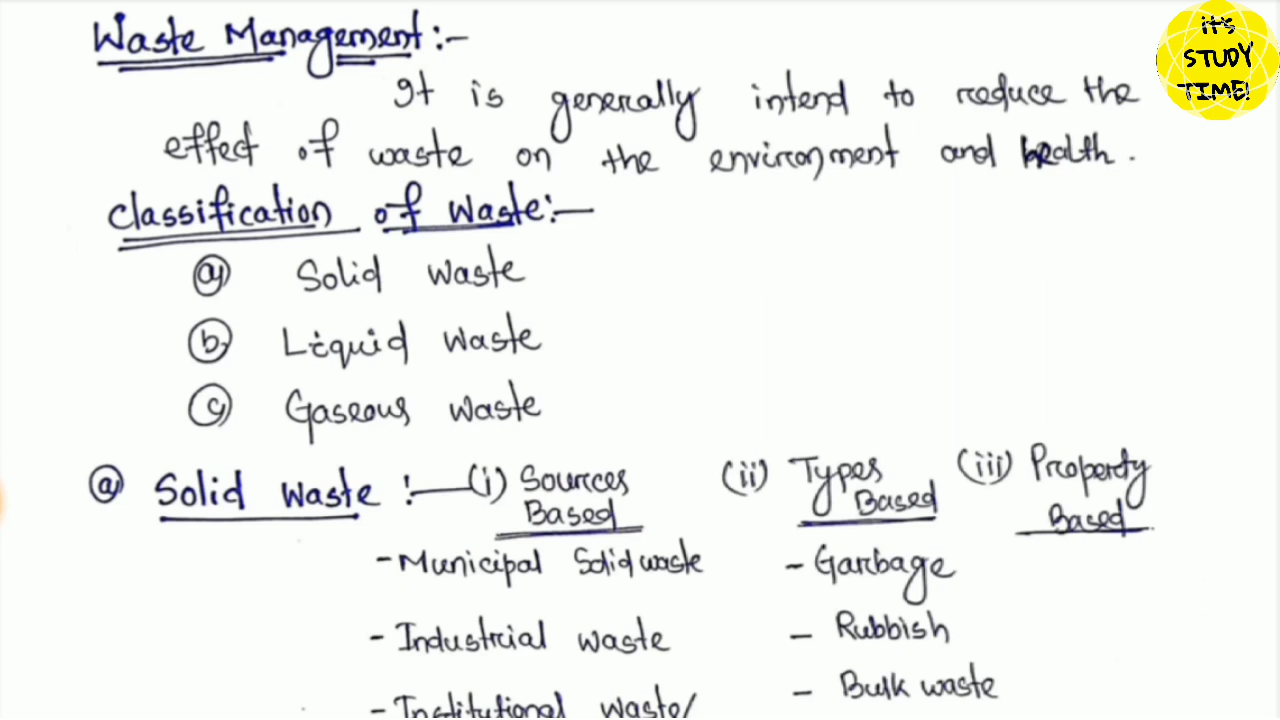 Waste Management:-
It is generally intend to reduce the
effect of waste on the environment and health.
Classification of Waste:-
(a) Solid Waste
(b) Liquid Waste
(c) Gaseous Waste
(a) Solid Waste :- (i) Sources Based
- Municipal Solid waste
- Industrial waste
- Institutional waste/
(ii) Types Based
- Garbage
- Rubbish
- Bulk waste
(iii) Property Based
it's
STUDY
TIME!